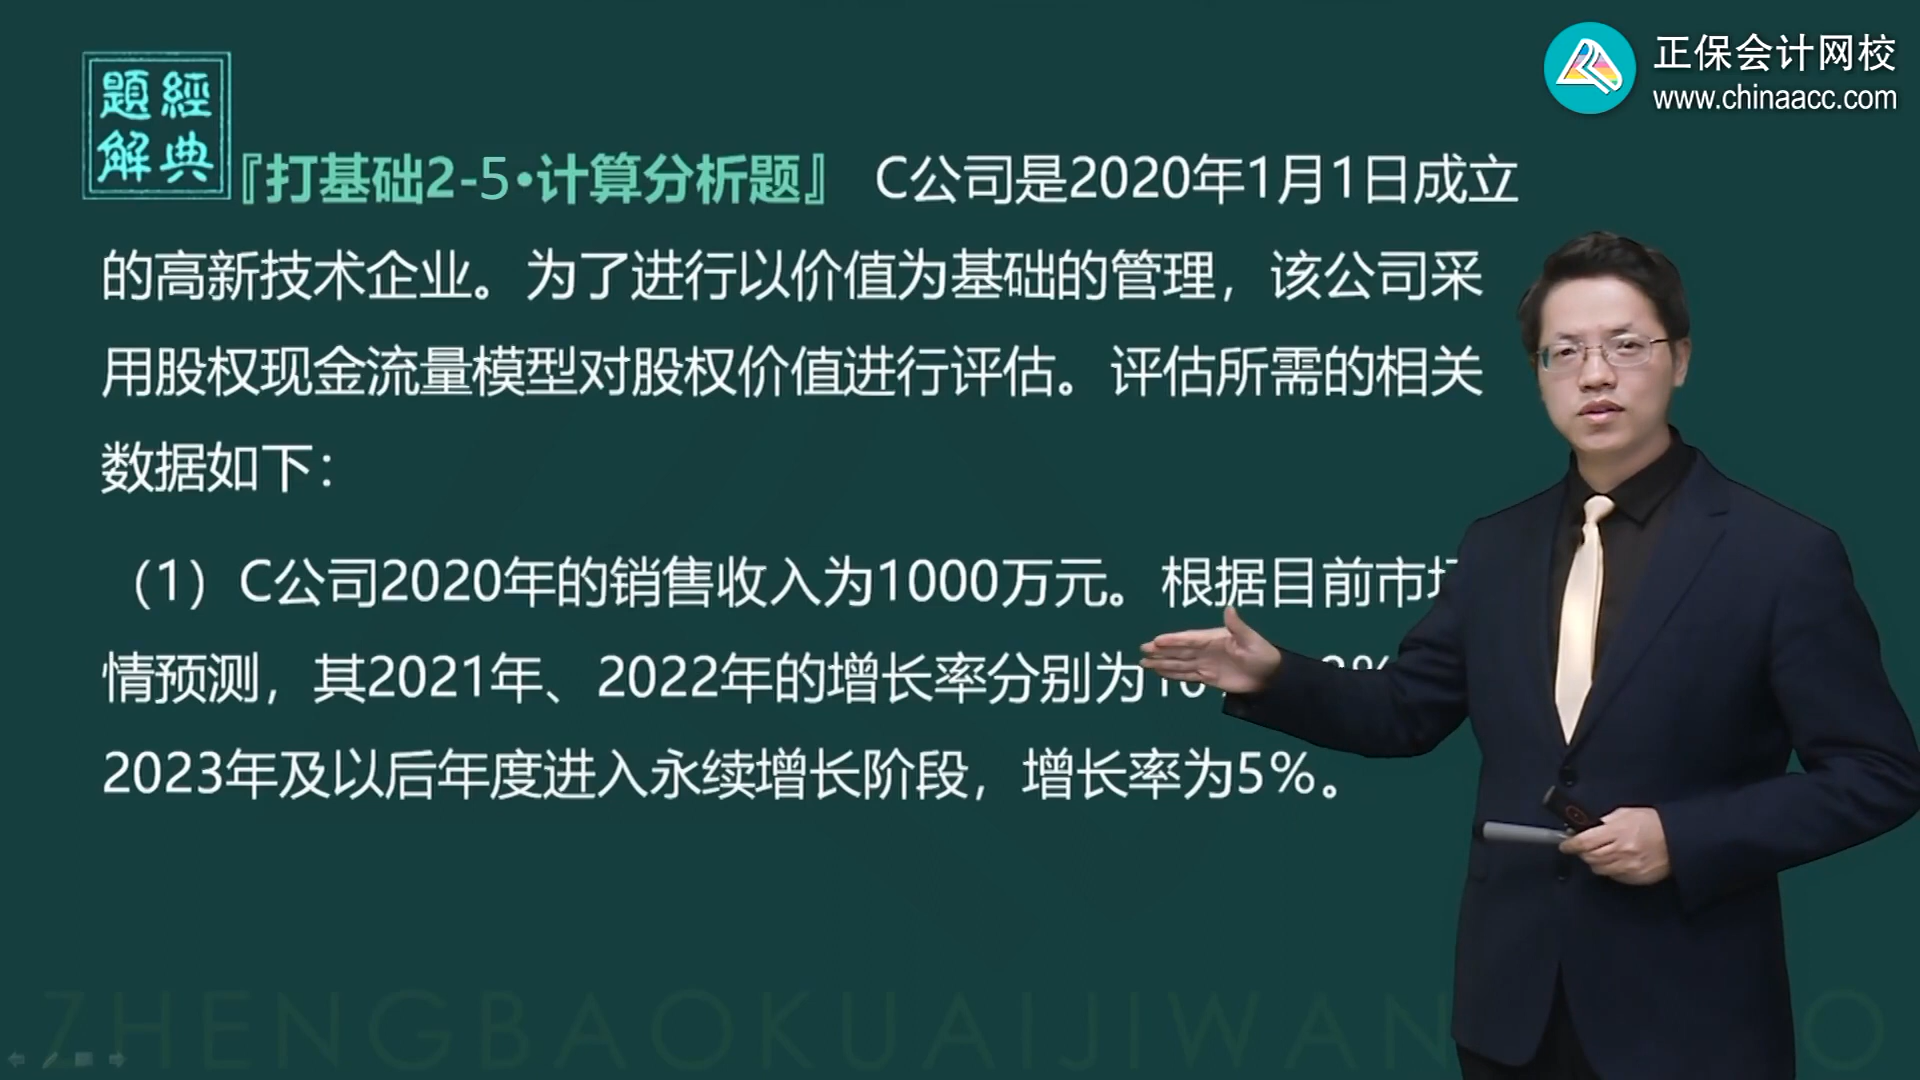 正保会计网校
www.chinaacc.com
經典
題解
『打基础2-5•计算分析题』 C公司是2020年1月1日成立
的高新技术企业。为了进行以价值为基础的管理，该公司采
用股权现金流量模型对股权价值进行评估。评估所需的相关
数据如下：
（1）C公司2020年的销售收入为1000万元。根据目前市
情预测，其2021年、2022年的增长率分别为
2023年及以后年度进入永续增长阶段，增长率为5%。
ZHENGBAOKUAIJIWAN